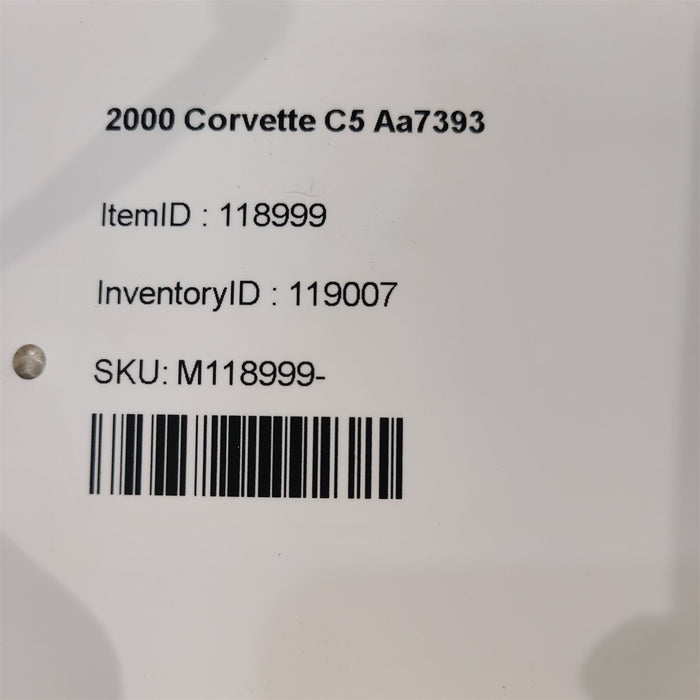 2000 Corvette C5 Aa7393
ItemID : 118999
InventoryID : 119007
SKU: M118999-